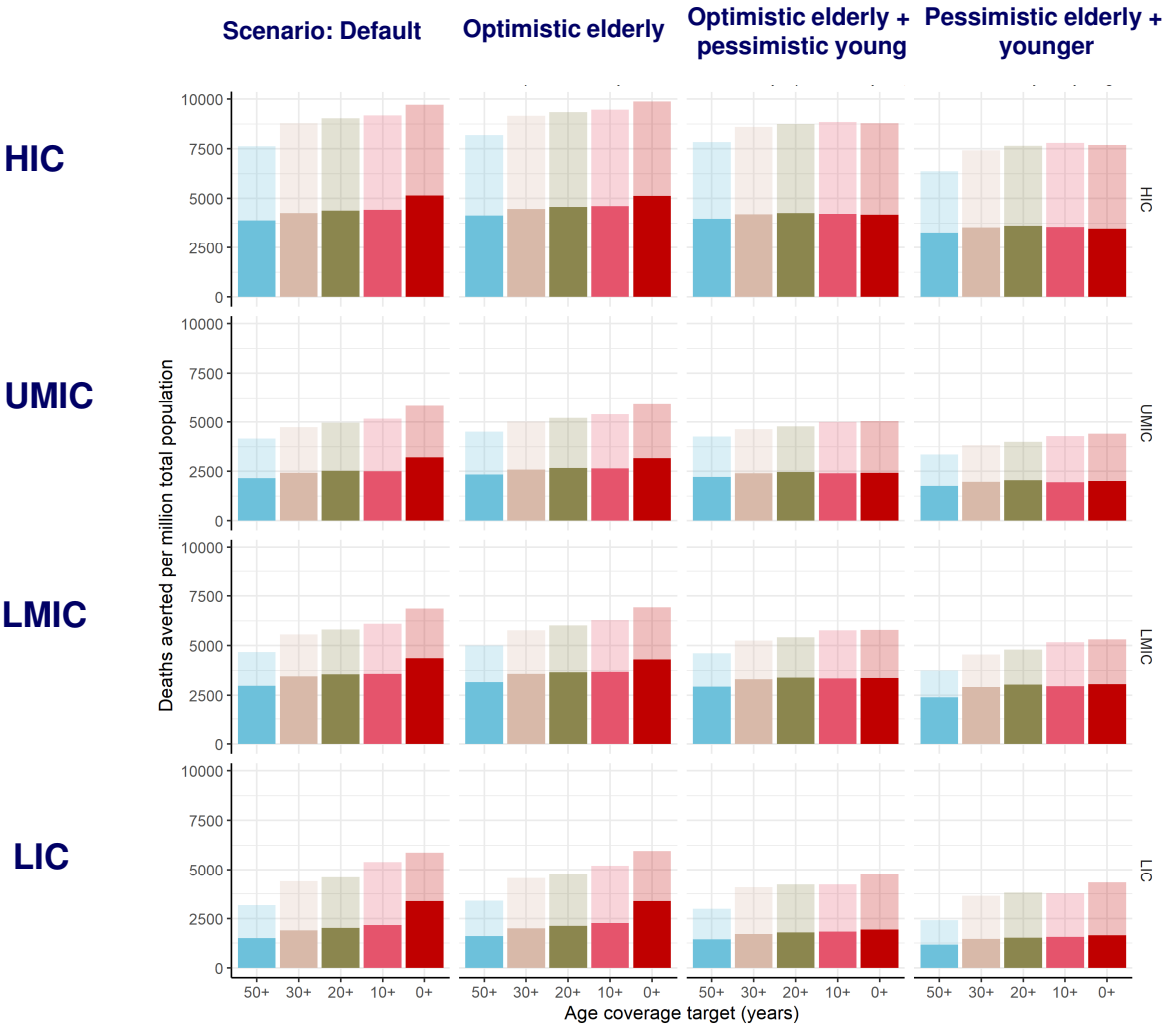 Scenario: Default
Optimistic elderly
Optimistic elderly +
pessimistic young
Pessimistic elderly +
younger
HIC
10000
7500
5000
2500
0
HIC
UMIC
10000
7500
5000
2500
0
UMIC
Deaths averted per million total population
LMIC
10000
7500
5000
2500
0
LMIC
LIC
10000
7500
5000
2500
0
LIC
50+ 30+ 20+ 10+ 0+
50+ 30+ 20+ 10+ 0+
50+ 30+ 20+ 10+ 0+
50+ 30+ 20+ 10+ 0+
Age coverage target (years)